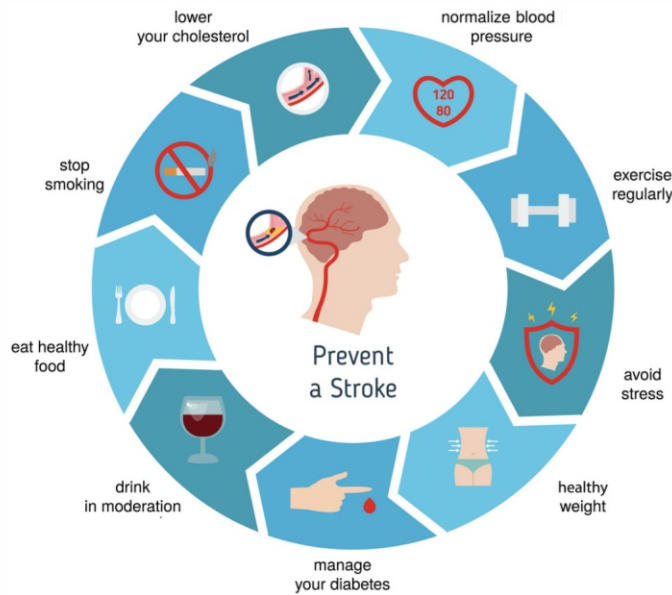 lower
your cholesterol
normalize blood
pressure
120
80
exercise
regularly
avoid
stress
healthy
weight
manage
your diabetes
drink
in moderation
eat healthy
food
stop
smoking
Prevent
a Stroke